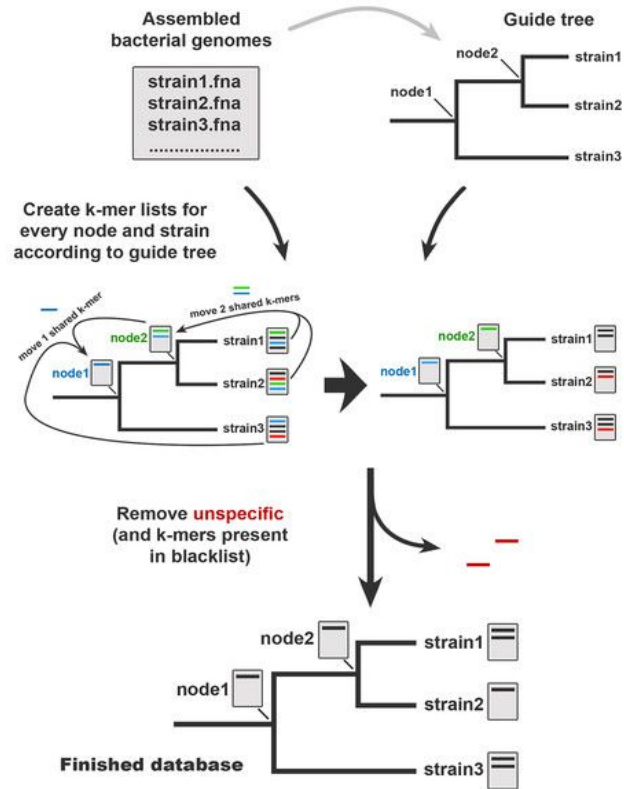 Assembled
bacterial genomes
strain1.fna
strain2.fna
strain3.fna
...................
Guide tree
node2
strain1
node1
strain2
strain3
Create k-mer lists for
every node and strain
according to guide tree
move 1 shared k-mer
move 2 shared k-mers
node2
strain1
node1
strain2
strain3
node2
strain1
node1
strain2
strain3
Remove unspecific
(and k-mers present
in blacklist)
node2
strain1
node1
strain2
Finished database
strain3